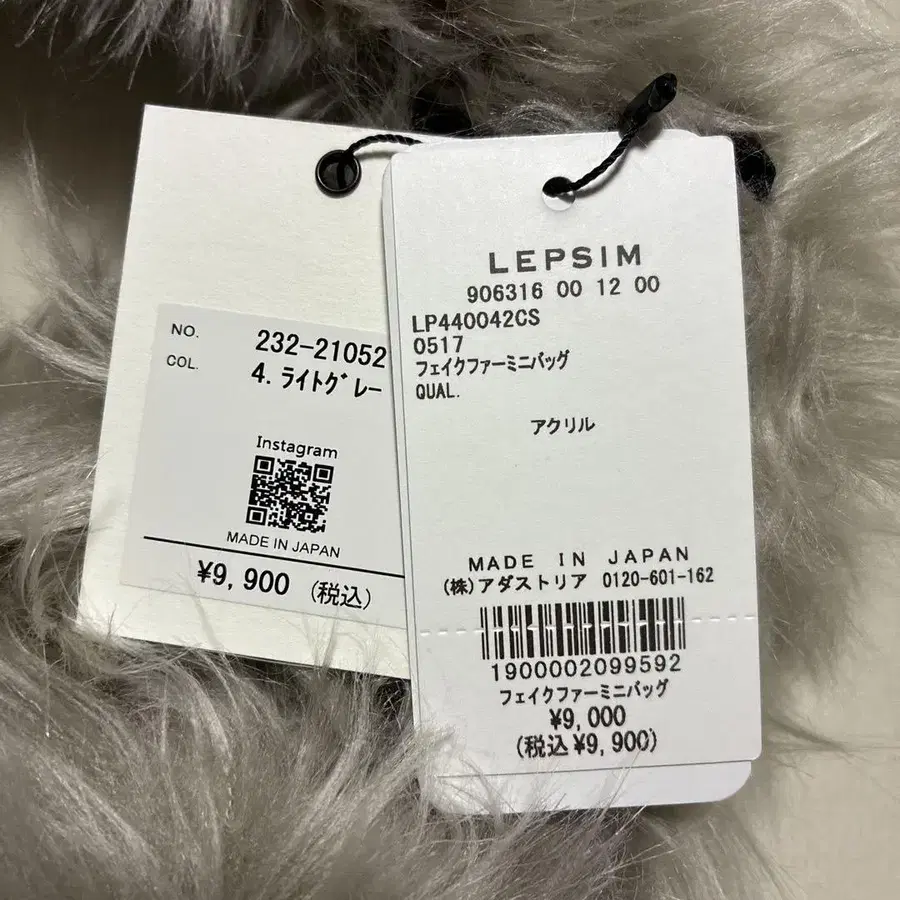 NO. 232-21052
COL. 4. ライトグレー
Instagram
MADE IN JAPAN
¥9,900 (税込)
LEPSIM
906316 00 12 00
LP440042CS
0517
フェイクファーミニバッグ
QUAL.
アクリル
MADE IN JAPAN
(株)アダストリア 0120-601-162
1900002099592
フェイクファーミニバッグ
¥9,000
(税込¥9,900)